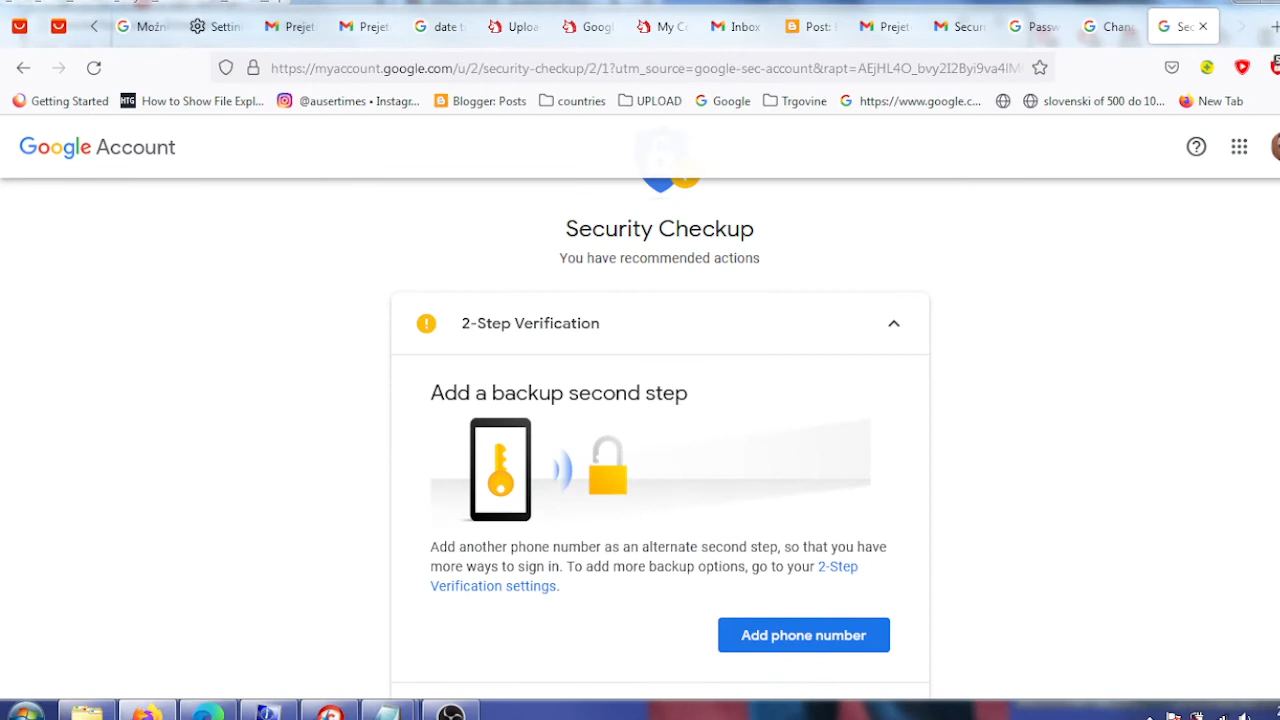 Možni
Settin
Prejet
Prejet
date t
Uploa
Googl
My C
Inbox
Post:
Prejet
Securi
Passw
Chan
Sec
https://myaccount.google.com/u/2/security-checkup/2/1?utm_source=google-sec-account&rapt=AEjHL4O_bvy2I2Byi9va4lM
Getting Started
HTG How to Show File Expl...
@ausertimes • Instagr...
Blogger: Posts
countries
UPLOAD
Google
Trgovine
https://www.google.c...
slovenski of 500 do 10...
New Tab
Google Account
Security Checkup
You have recommended actions
2-Step Verification
Add a backup second step
Add another phone number as an alternate second step, so that you have
more ways to sign in. To add more backup options, go to your 2-Step
Verification settings.
Add phone number